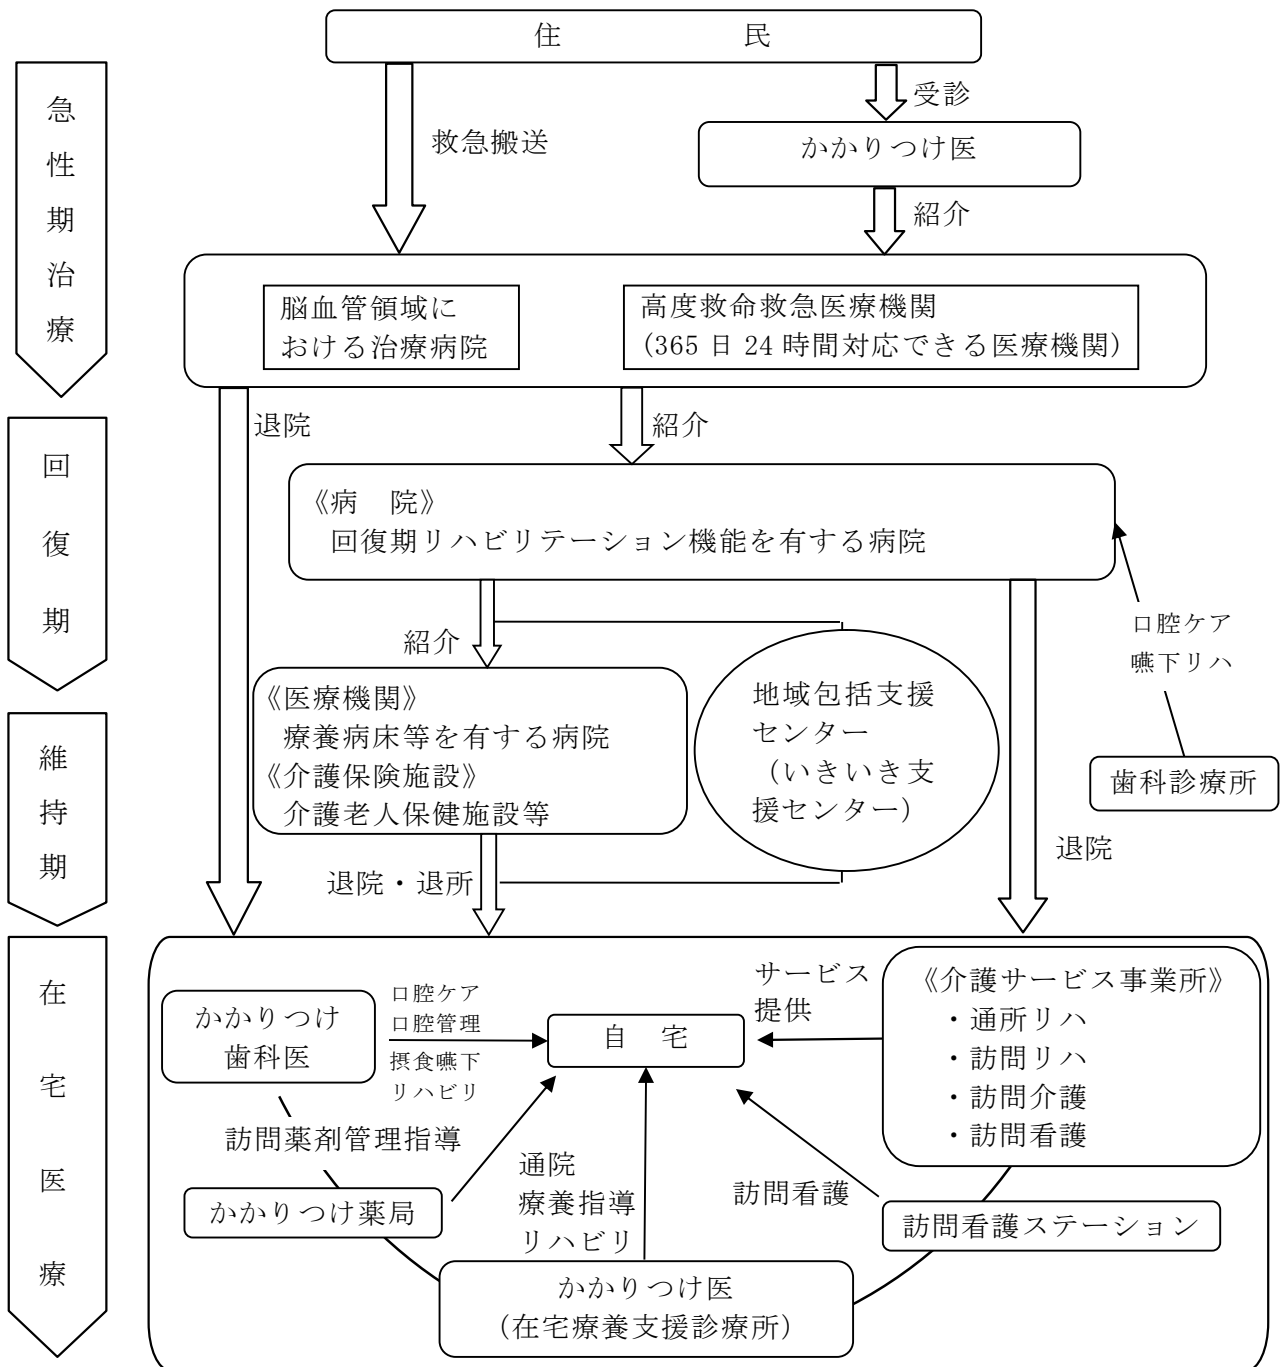 住　民
急性期治療
受診
救急搬送
かかりつけ医
紹介
脳血管領域に
おける治療病院
高度救命救急医療機関
(365 日 24 時間対応できる医療機関)
退院
紹介
回復期
《病　院》
回復期リハビリテーション機能を有する病院
口腔ケア
嚥下リハ
紹介
《医療機関》
療養病床等を有する病院
《介護保険施設》
介護老人保健施設等
地域包括支援
センター
（いきいき支
援センター）
維持期
歯科診療所
退院
退院・退所
在宅医療
かかりつけ
歯科医
口腔ケア
口腔管理
摂食嚥下
リハビリ
自　宅
サービス
提供
《介護サービス事業所》
・通所リハ
・訪問リハ
・訪問介護
・訪問看護
訪問薬剤管理指導
かかりつけ薬局
通院
療養指導
リハビリ
訪問看護
訪問看護ステーション
かかりつけ医
（在宅療養支援診療所）